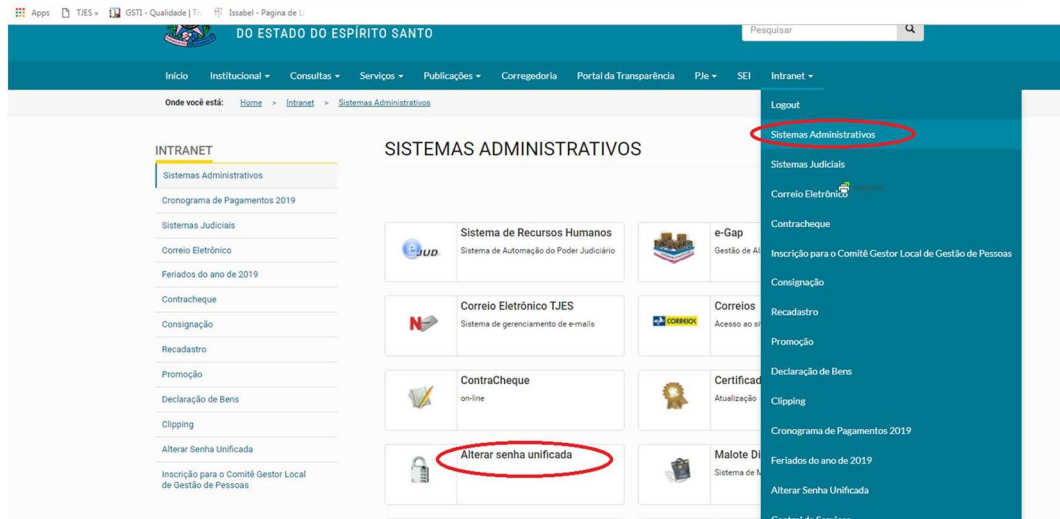 Apps
TJES »
GSTI - Qualidade | Tr
Issabel - Pagina de L
DO ESTADO DO ESPÍRITO SANTO
Pesquisar
Início
Institucional
Consultas
Serviços
Publicações
Corregedoria
Portal da Transparência
PJe
SEI
Intranet
Onde você está: Home > Intranet > Sistemas Administrativos
Logout
Sistemas Administrativos
Sistemas Judiciais
Correio Eletrônico
Contracheque
Inscrição para o Comitê Gestor Local de Gestão de Pessoas
Consignação
Recadastro
Promoção
Declaração de Bens
Clipping
Cronograma de Pagamentos 2019
Feriados do ano de 2019
Alterar Senha Unificada
Central de Serviços
INTRANET
Sistemas Administrativos
Cronograma de Pagamentos 2019
Sistemas Judiciais
Correio Eletrônico
Feriados do ano de 2019
Contracheque
Consignação
Recadastro
Promoção
Declaração de Bens
Clipping
Alterar Senha Unificada
Inscrição para o Comitê Gestor Local
de Gestão de Pessoas
SISTEMAS ADMINISTRATIVOS
eJUD
Sistema de Recursos Humanos
Sistema de Automação do Poder Judiciário
e-Gap
Gestão de Al
Correio Eletrônico TJES
Sistema de gerenciamento de e-mails
CORREIOS
Correios
Acesso ao si
ContraCheque
on-line
Certificad
Atualização
Alterar senha unificada
Malote Di
Sistema de M